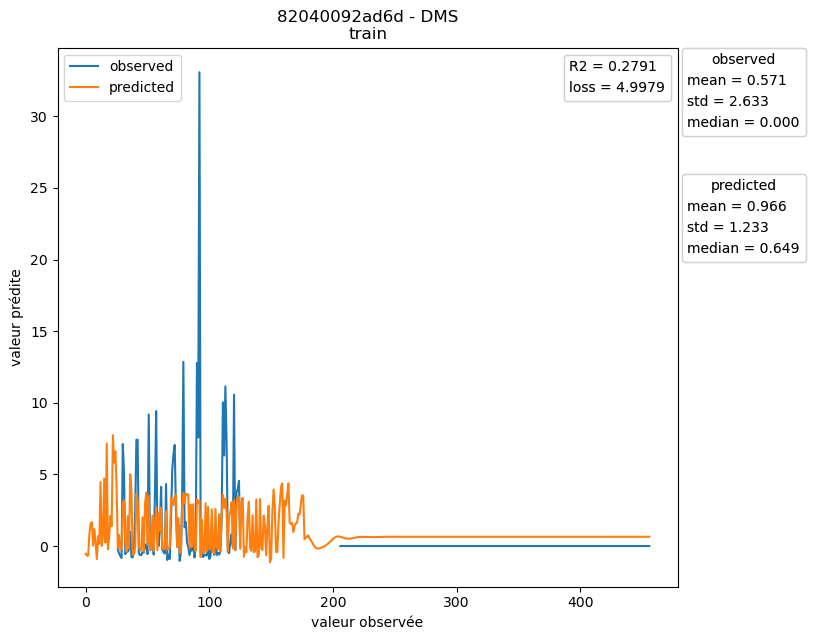 82040092ad6d - DMS
train
observed
predicted
R2 = 0.2791
loss = 4.9979
observed
mean = 0.571
std = 2.633
median = 0.000
predicted
mean = 0.966
std = 1.233
median = 0.649
valeur prédite
30
25
20
15
10
5
0
0
100
200
300
400
valeur observée